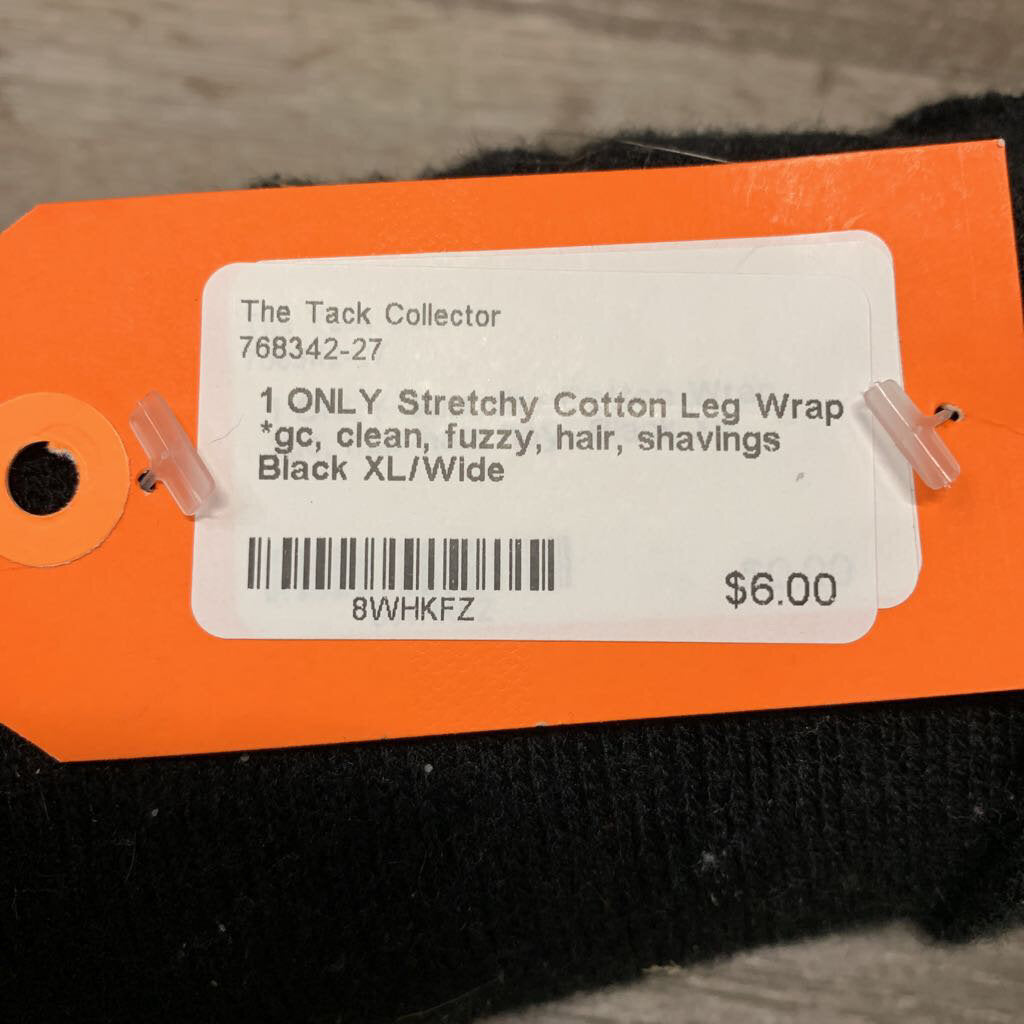 The Tack Collector
768342-27
1 ONLY Stretchy Cotton Leg Wrap
*gc, clean, fuzzy, hair, shavings
Black XL/Wide
8WHKFZ
$6.00